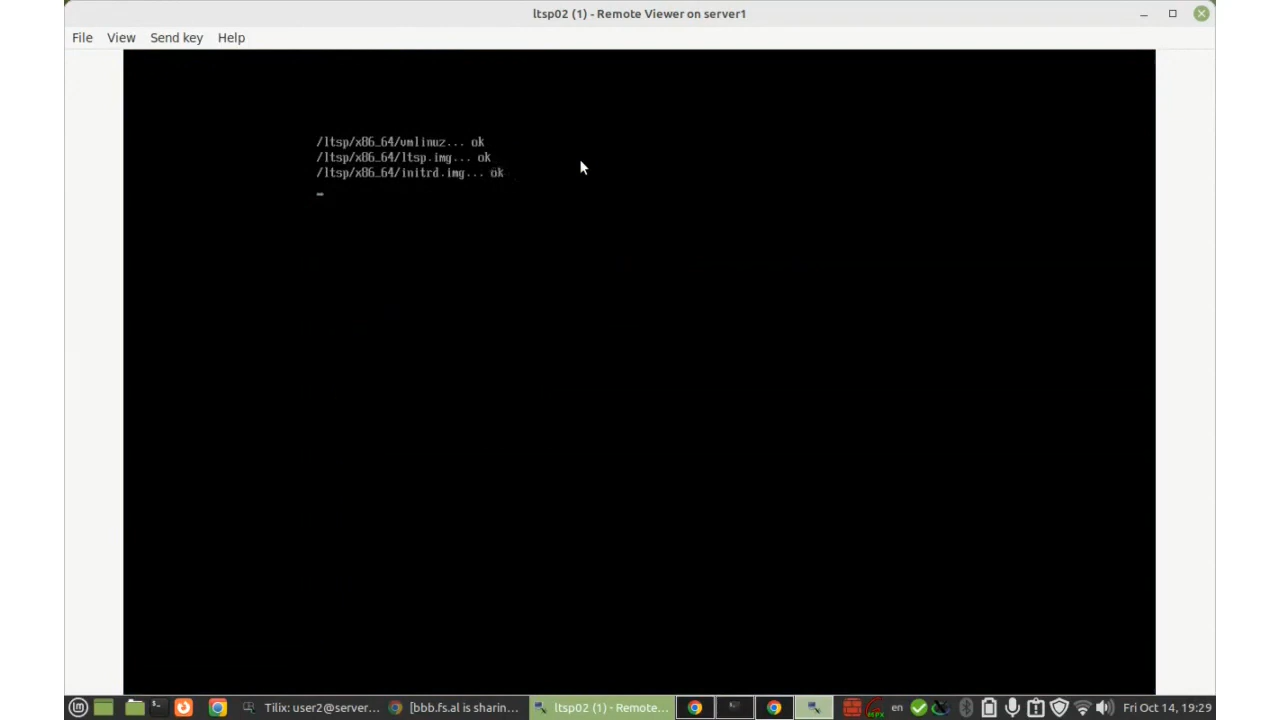 ltsp02 (1) - Remote Viewer on server1
File View Send key Help
/ltsp/x86_64/vmlinuz... ok
/ltsp/x86_64/ltsp.img... ok
/ltsp/x86_64/initrd.img... ok
Tilix: user2@server... [bbb.fs.al is sharin... ltsp02 (1) - Remote... en Fri Oct 14, 19:29